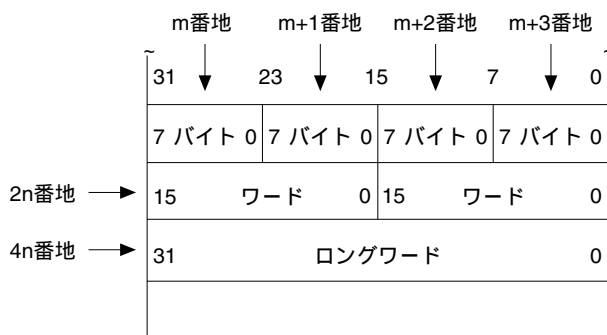 m番地 m+1番地 m+2番地 m+3番地
31 23 15 7 0
7 バイト 0 7 バイト 0 7 バイト 0 7 バイト 0
2n番地 15 ワード 0 15 ワード 0
4n番地 31 ロングワード 0